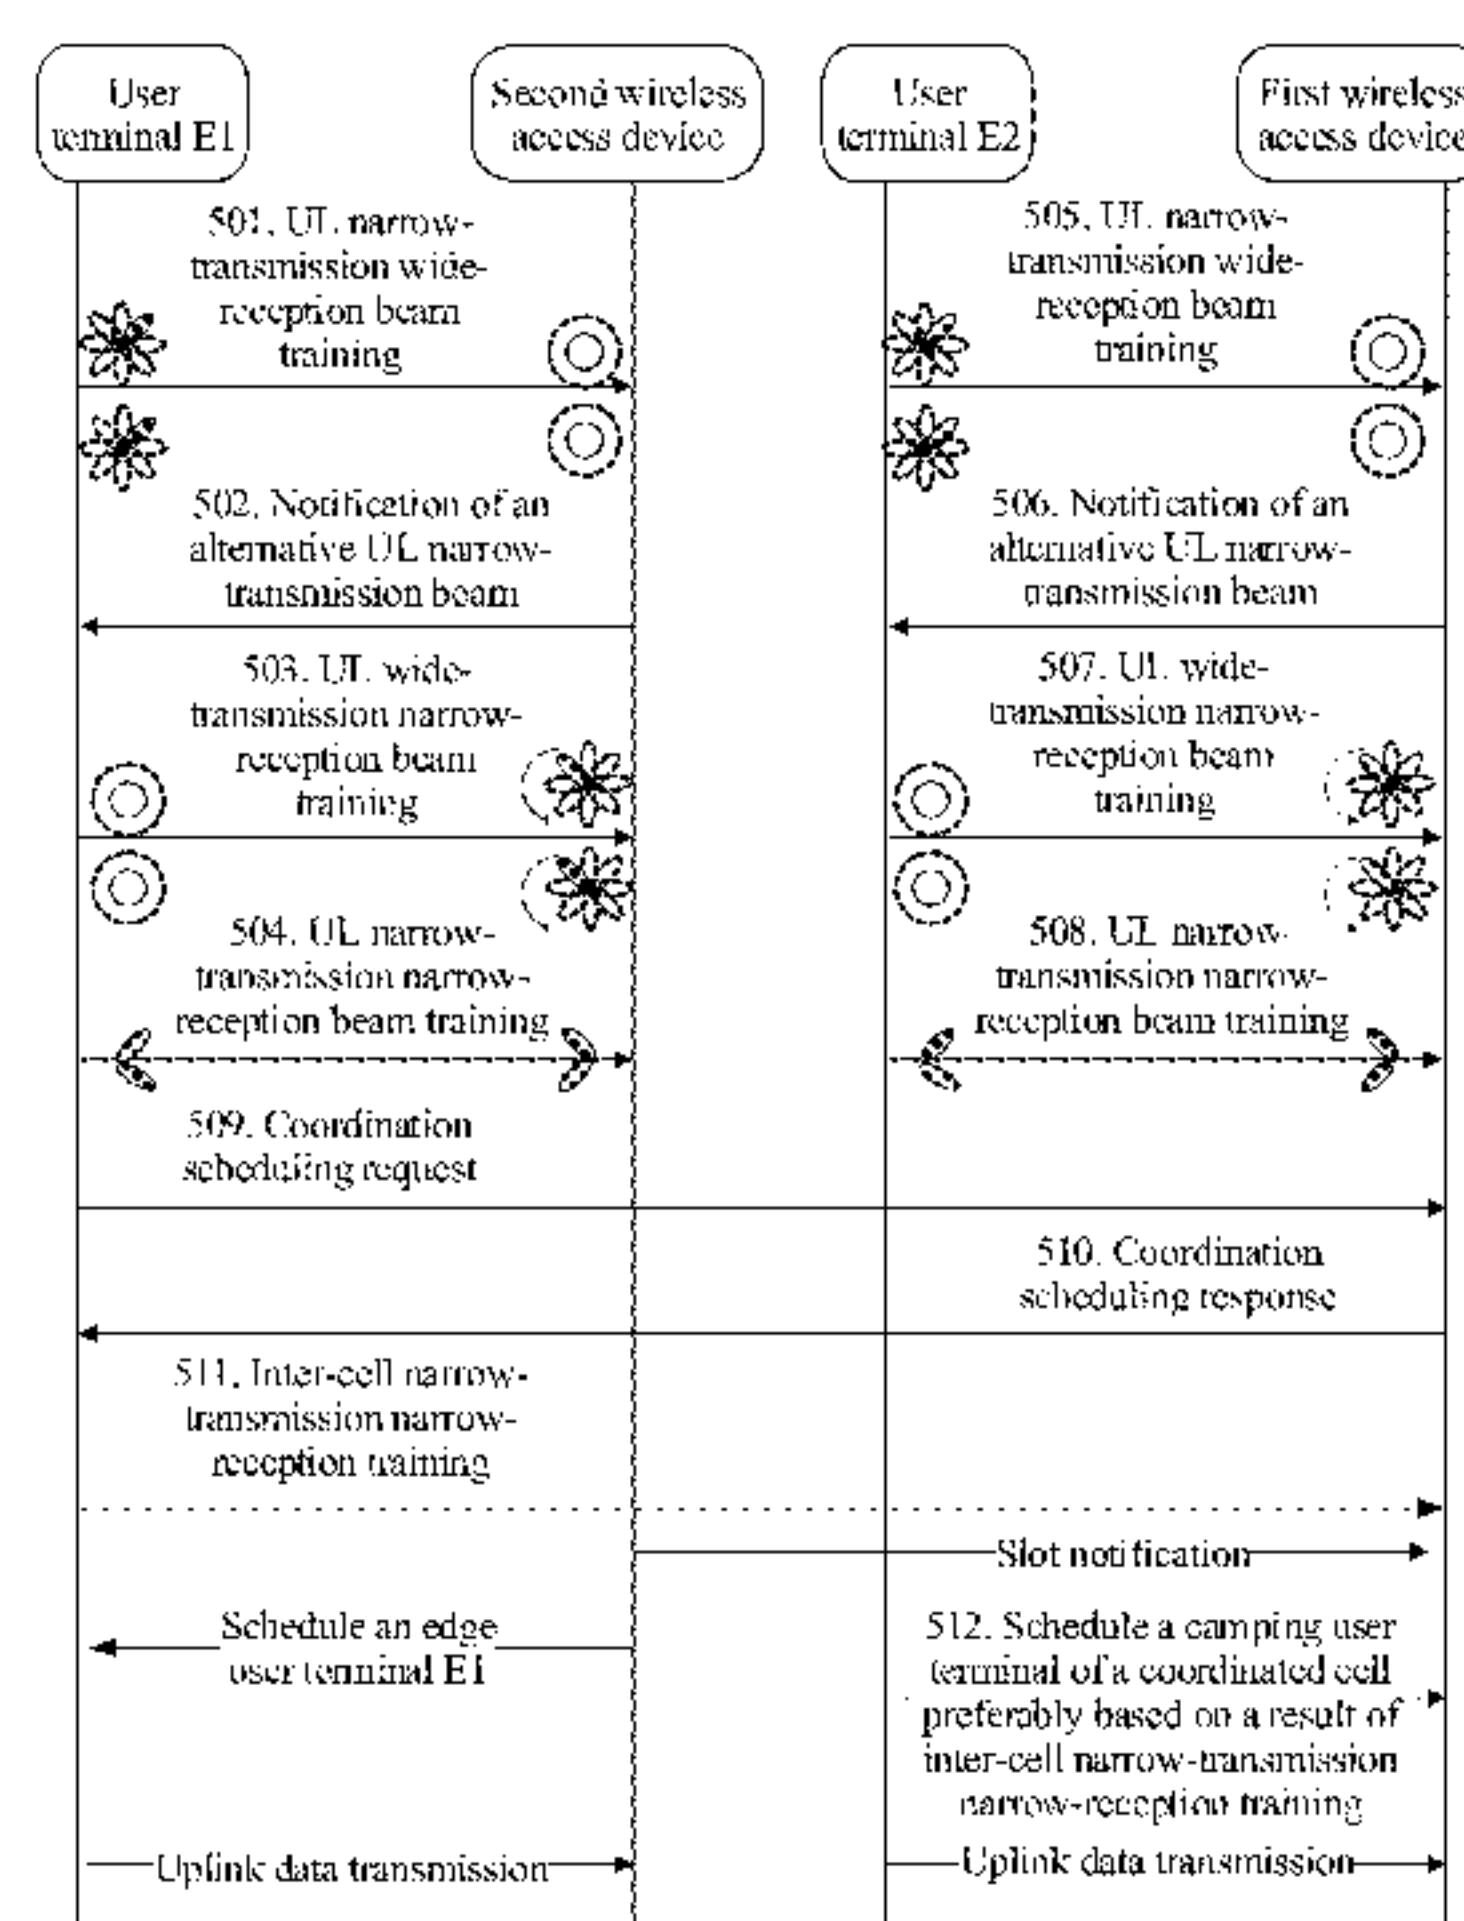 User
terminal E1
Second wireless
access device
User
terminal E2
First wireless
access device
501. UL narrow-
transmission wide-
reception beam
training
505. UL narrow-
transmission wide-
reception beam
training
502. Notification of an
alternative UL narrow-
transmission beam
506. Notification of an
alternative UL narrow-
transmission beam
503. UL wide-
transmission narrow-
reception beam
training
507. UL wide-
transmission narrow-
reception beam
training
504. UL narrow-
transmission narrow-
reception beam training
508. UL narrow-
transmission narrow-
reception beam training
509. Coordination
scheduling request
510. Coordination
scheduling response
511. Inter-cell narrow-
transmission narrow-
reception training
Slot notification
Schedule an edge
user terminal E1
512. Schedule a camping user
terminal of a coordinated cell
preferably based on a result of
inter-cell narrow-transmission
narrow-reception training
Uplink data transmission
Uplink data transmission